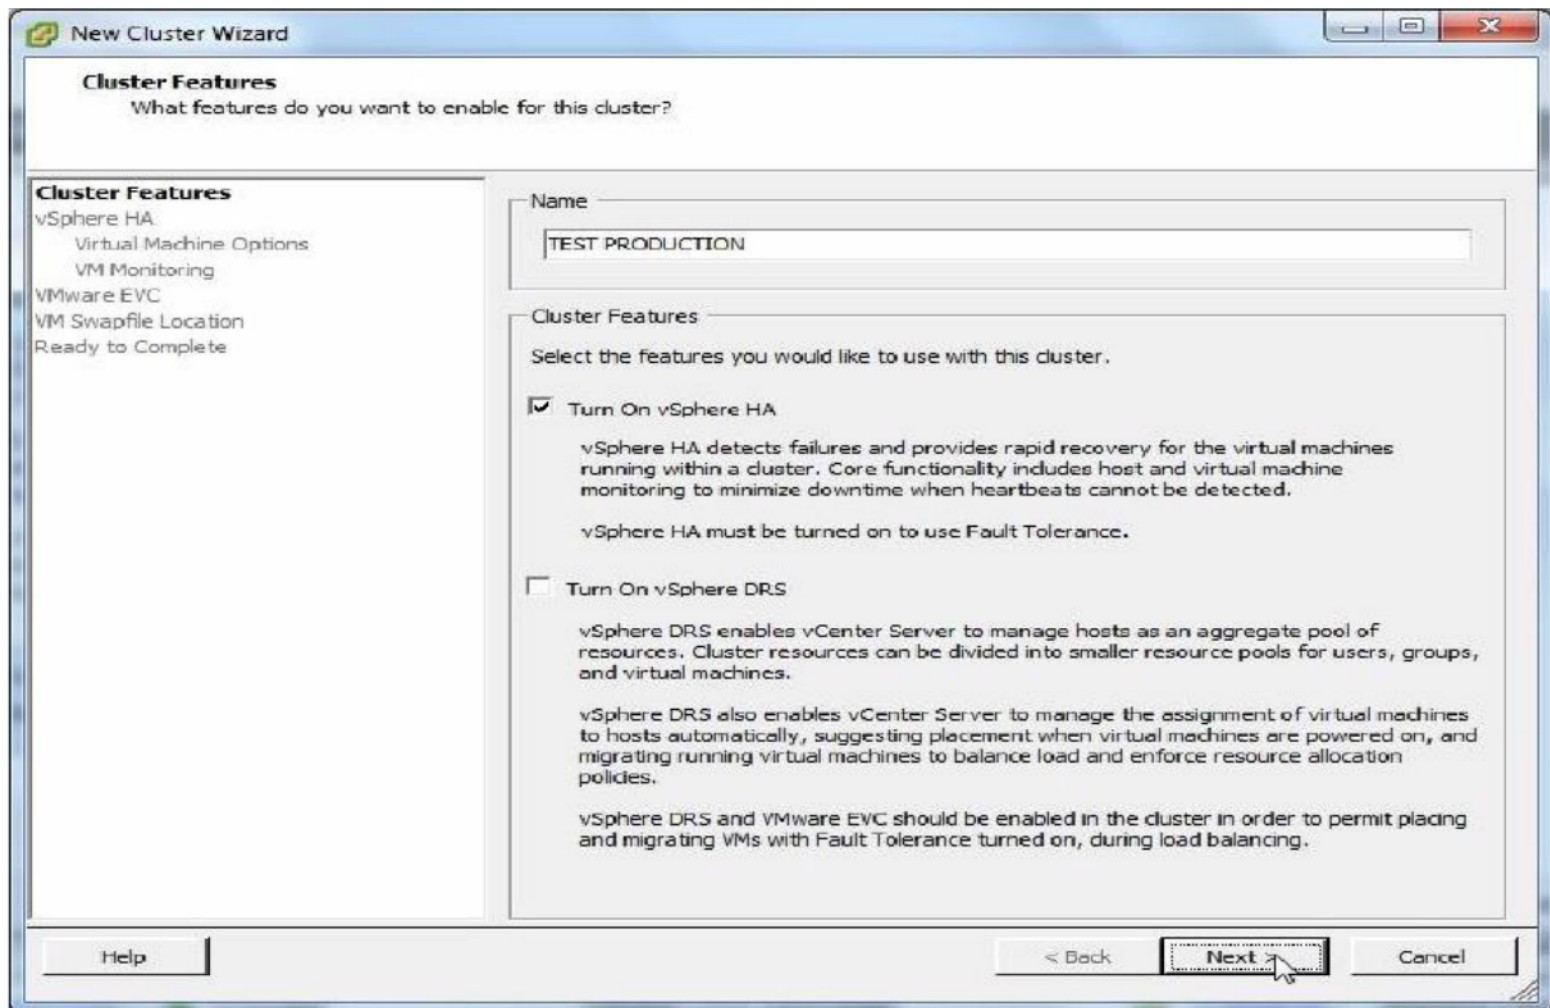 New Cluster Wizard
Cluster Features
What features do you want to enable for this cluster?
Cluster Features
vSphere HA
Virtual Machine Options
VM Monitoring
VMware EVC
VM Swapfile Location
Ready to Complete
Name
TEST PRODUCTION
Cluster Features
Select the features you would like to use with this cluster.
Turn On vSphere HA
vSphere HA detects failures and provides rapid recovery for the virtual machines
running within a cluster. Core functionality includes host and virtual machine
monitoring to minimize downtime when heartbeats cannot be detected.
vSphere HA must be turned on to use Fault Tolerance.
Turn On vSphere DRS
vSphere DRS enables vCenter Server to manage hosts as an aggregate pool of
resources. Cluster resources can be divided into smaller resource pools for users, groups,
and virtual machines.
vSphere DRS also enables vCenter Server to manage the assignment of virtual machines
to hosts automatically, suggesting placement when virtual machines are powered on, and
migrating running virtual machines to balance load and enforce resource allocation
policies.
vSphere DRS and VMware EVC should be enabled in the cluster in order to permit placing
and migrating VMs with Fault Tolerance turned on, during load balancing.
Help
< Back
Next >
Cancel